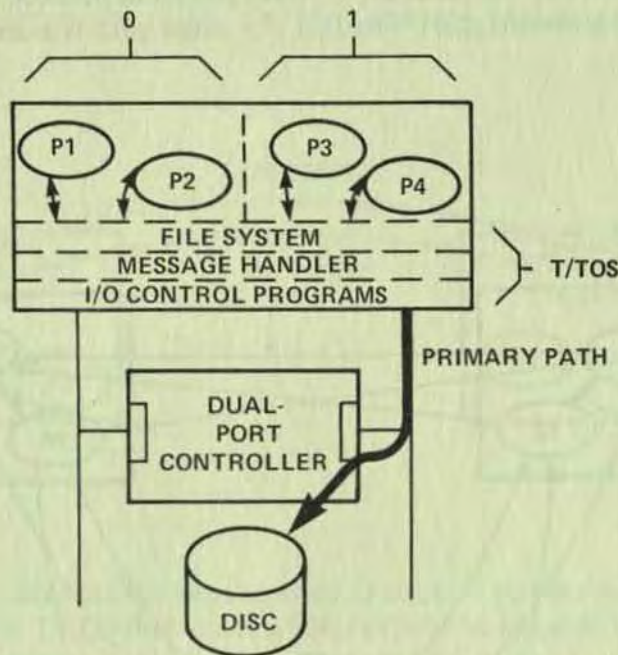 0 1
P1 P3
P2 P4
FILE SYSTEM
MESSAGE HANDLER
I/O CONTROL PROGRAMS
T/TOS
PRIMARY PATH
DUAL-
PORT
CONTROLLER
DISC